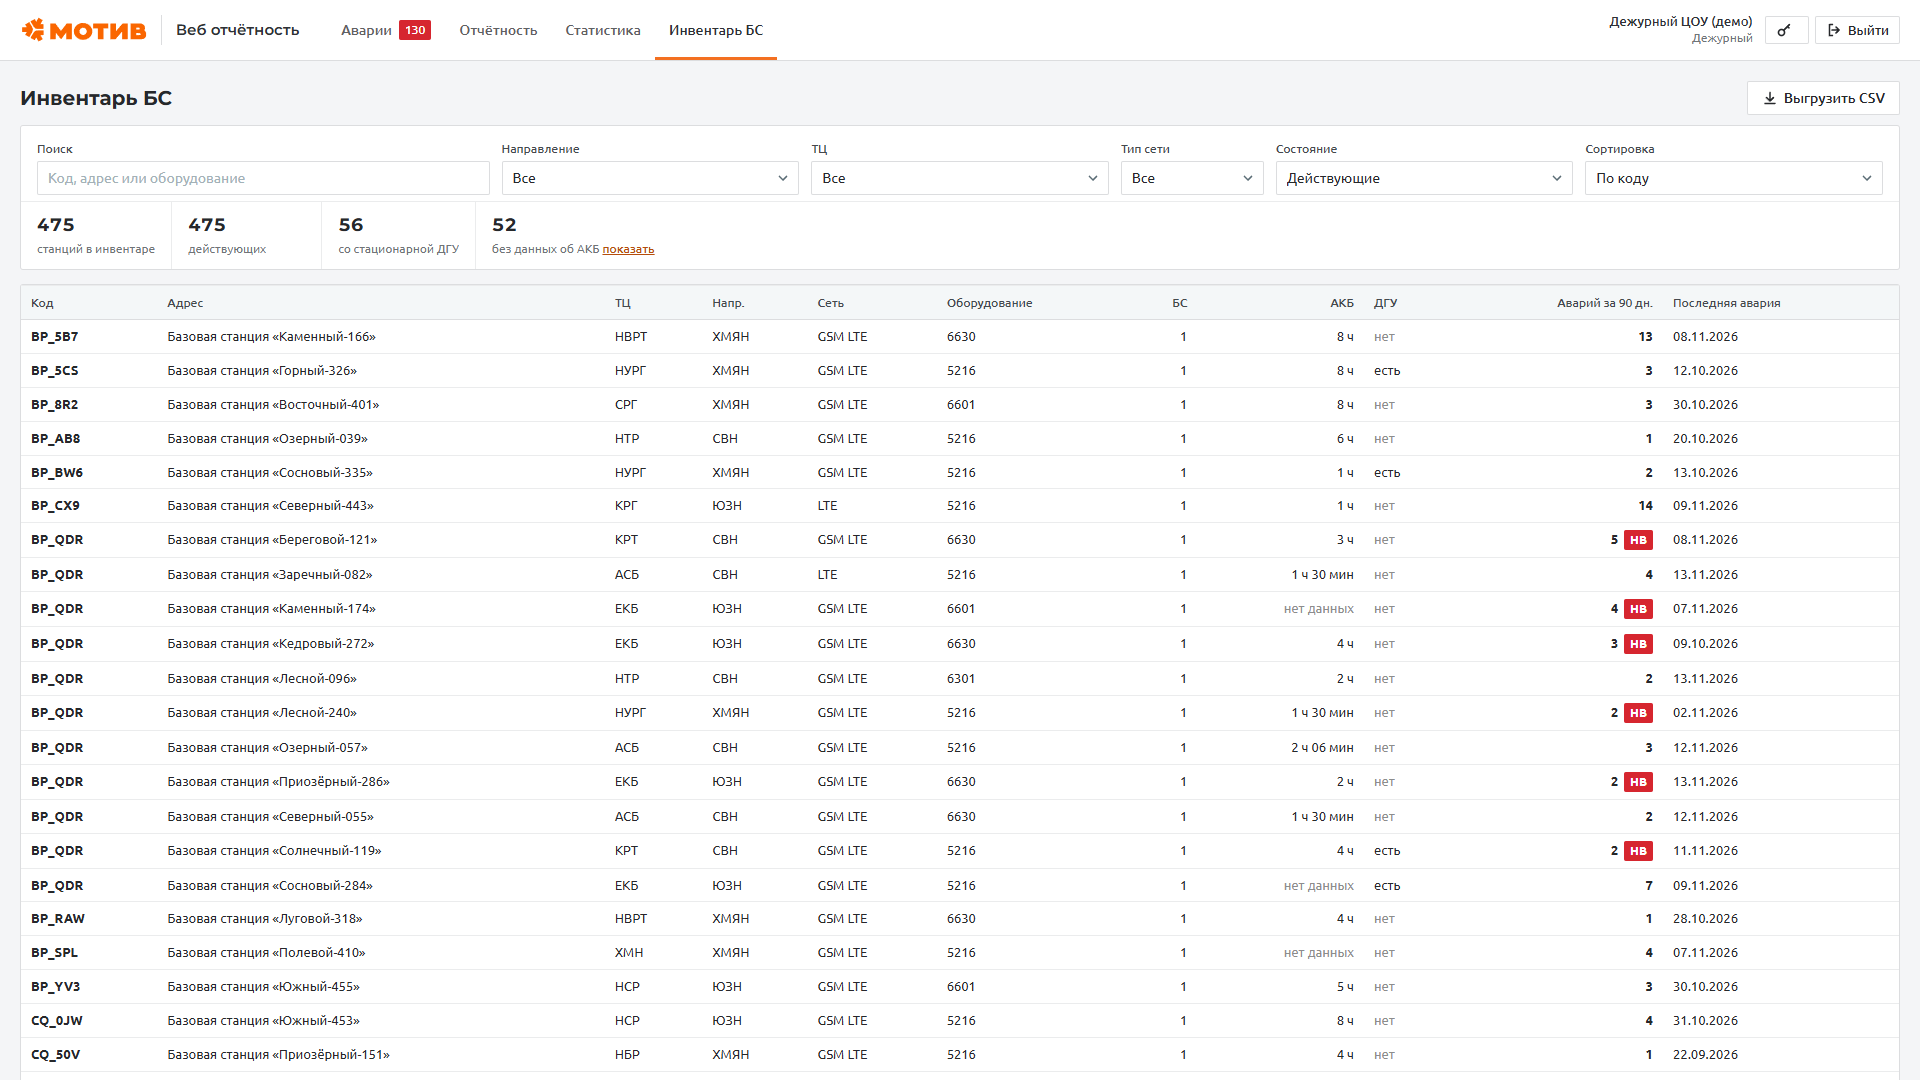 МОТИВ
Веб отчётность
Аварии 130
Отчётность
Статистика
Инвентарь БС
Дежурный ЦОУ (демо)
Дежурный
Выйти
Инвентарь БС
Выгрузить CSV
Поиск Направление ТЦ Тип сети Состояние Сортировка
Код, адрес или оборудование Все Все Все Действующие По коду
475 475 56 52
станций в инвентаре действующих со стационарной ДГУ без данных об АКБ показать
Код Адрес ТЦ Напр. Сеть Оборудование БС АКБ ДГУ Аварий за 90 дн. Последняя авария
BP_5B7 Базовая станция «Каменный-166» НВРТ ХМЯН GSM LTE 6630 1 8 ч нет 13 08.11.2026
BP_5CS Базовая станция «Горный-326» НУРГ ХМЯН GSM LTE 5216 1 8 ч есть 3 12.10.2026
BP_8R2 Базовая станция «Восточный-401» СРГ ХМЯН GSM LTE 6601 1 8 ч нет 3 30.10.2026
BP_AB8 Базовая станция «Озерный-039» НТР СВН GSM LTE 5216 1 6 ч нет 1 20.10.2026
BP_BW6 Базовая станция «Сосновый-335» НУРГ ХМЯН GSM LTE 5216 1 1 ч есть 2 13.10.2026
BP_CX9 Базовая станция «Северный-443» КРГ ЮЗН LTE 5216 1 1 ч нет 14 09.11.2026
BP_QDR Базовая станция «Береговой-121» КРТ СВН GSM LTE 6630 1 3 ч нет 5 НВ 08.11.2026
BP_QDR Базовая станция «Заречный-082» АСБ СВН LTE 5216 1 1 ч 30 мин нет 4 13.11.2026
BP_QDR Базовая станция «Каменный-174» ЕКБ ЮЗН GSM LTE 6601 1 нет данных нет 4 НВ 07.11.2026
BP_QDR Базовая станция «Кедровый-272» ЕКБ ЮЗН GSM LTE 6630 1 4 ч нет 3 НВ 09.10.2026
BP_QDR Базовая станция «Лесной-096» НТР СВН GSM LTE 6301 1 2 ч нет 2 13.11.2026
BP_QDR Базовая станция «Лесной-240» НУРГ ХМЯН GSM LTE 5216 1 1 ч 30 мин нет 2 НВ 02.11.2026
BP_QDR Базовая станция «Озерный-057» АСБ СВН GSM LTE 5216 1 2 ч 06 мин нет 3 12.11.2026
BP_QDR Базовая станция «Приозёрный-286» ЕКБ ЮЗН GSM LTE 6630 1 2 ч нет 2 НВ 13.11.2026
BP_QDR Базовая станция «Северный-055» АСБ СВН GSM LTE 6630 1 1 ч 30 мин нет 2 12.11.2026
BP_QDR Базовая станция «Солнечный-119» КРТ СВН GSM LTE 5216 1 4 ч есть 2 НВ 11.11.2026
BP_QDR Базовая станция «Сосновый-284» ЕКБ ЮЗН GSM LTE 5216 1 нет данных есть 7 09.11.2026
BP_RAW Базовая станция «Луговой-318» НВРТ ХМЯН GSM LTE 6630 1 4 ч нет 1 28.10.2026
BP_SPL Базовая станция «Полевой-410» ХМН ХМЯН GSM LTE 5216 1 нет данных нет 4 07.11.2026
BP_YV3 Базовая станция «Южный-455» НСР ЮЗН GSM LTE 6601 1 5 ч нет 3 30.10.2026
CQ_0JW Базовая станция «Южный-453» НСР ЮЗН GSM LTE 5216 1 8 ч нет 4 31.10.2026
CQ_50V Базовая станция «Приозёрный-151» НБР ХМЯН GSM LTE 5216 1 4 ч нет 1 22.09.2026